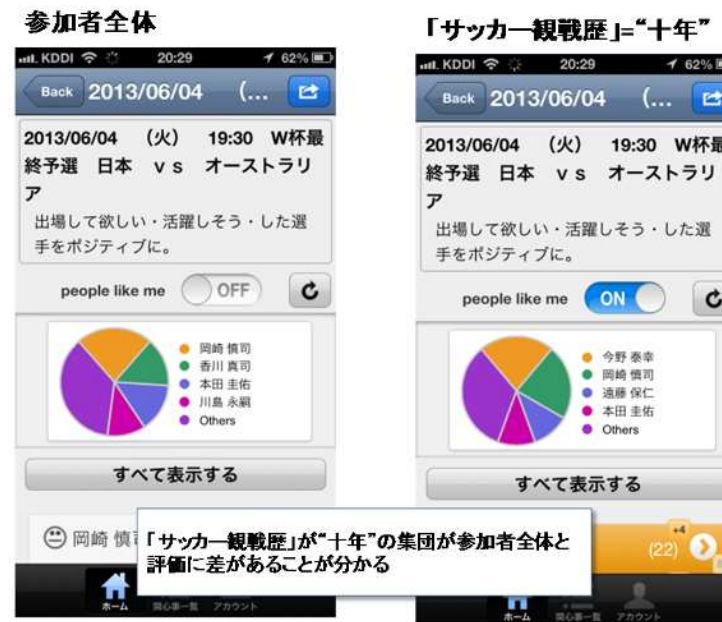 参加者全体
KDDI 20:29 62%
Back 2013/06/04 (...
2013/06/04 (火) 19:30 W杯最
終予選 日本 vs オーストラリ
ア
出場して欲しい・活躍しそう・した選
手をポジティブに。
people like me OFF
岡崎 慎司
香川 真司
本田 圭佑
川島 永嗣
Others
すべて表示する
岡崎 慎
ホーム 関心事一覧 アカウント
「サッカー観戦歴」=“十年”
KDDI 20:29 62%
Back 2013/06/04 (...
2013/06/04 (火) 19:30 W杯最
終予選 日本 vs オーストラリ
ア
出場して欲しい・活躍しそう・した選
手をポジティブに。
people like me ON
今野 泰幸
岡崎 慎司
遠藤 保仁
本田 圭佑
Others
すべて表示する
+4
(22)
ホーム 関心事一覧 アカウント
「サッカー観戦歴」が“十年”の集団が参加者全体と
評価に差があることが分かる